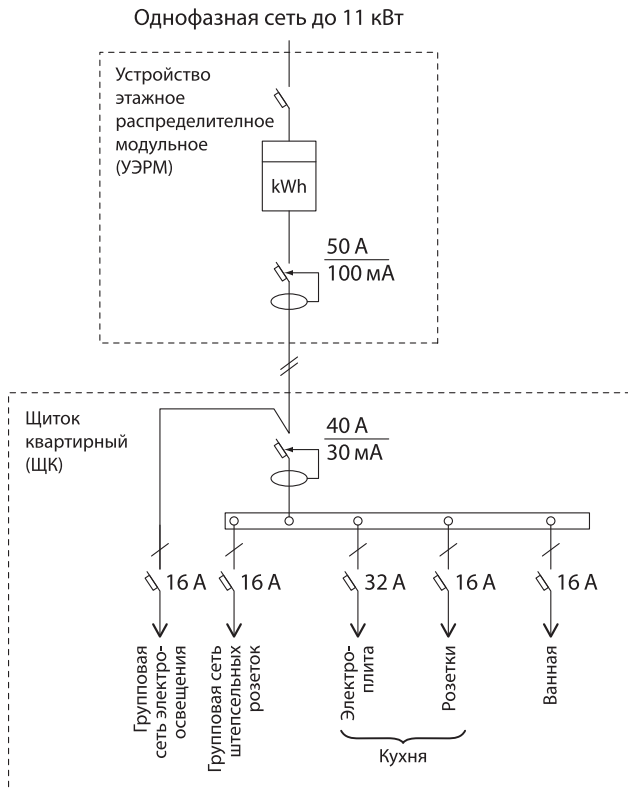 Однофазная сеть до 11 кВт
Устройство
этажное
распределителное
модульное
(УЭРМ)
kWh
50 А
100 мА
Щиток
квартирный
(ЩК)
40 А
30 мА
16 А
16 А
32 А
16 А
16 А
Групповая
сеть электро-
освещения
Групповая сеть
штепсельных
розеток
Электро-
плита
Розетки
Ванная
Кухня